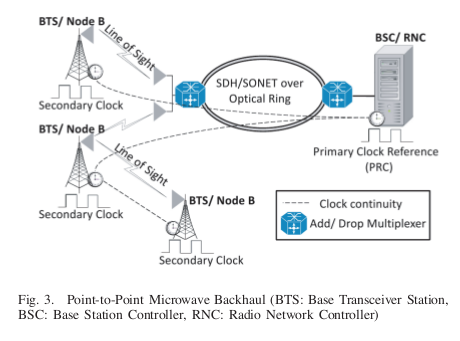 BTS/ Node B
Line of Sight
Secondary Clock
BSC/ RNC
SDH/SONET over
Optical Ring
Primary Clock Reference
(PRC)
BTS/ Node B
Line of Sight
Secondary Clock
BTS/ Node B
Secondary Clock
Clock continuity
Add/ Drop Multiplexer
Fig. 3. Point-to-Point Microwave Backhaul (BTS: Base Transceiver Station,
BSC: Base Station Controller, RNC: Radio Network Controller)